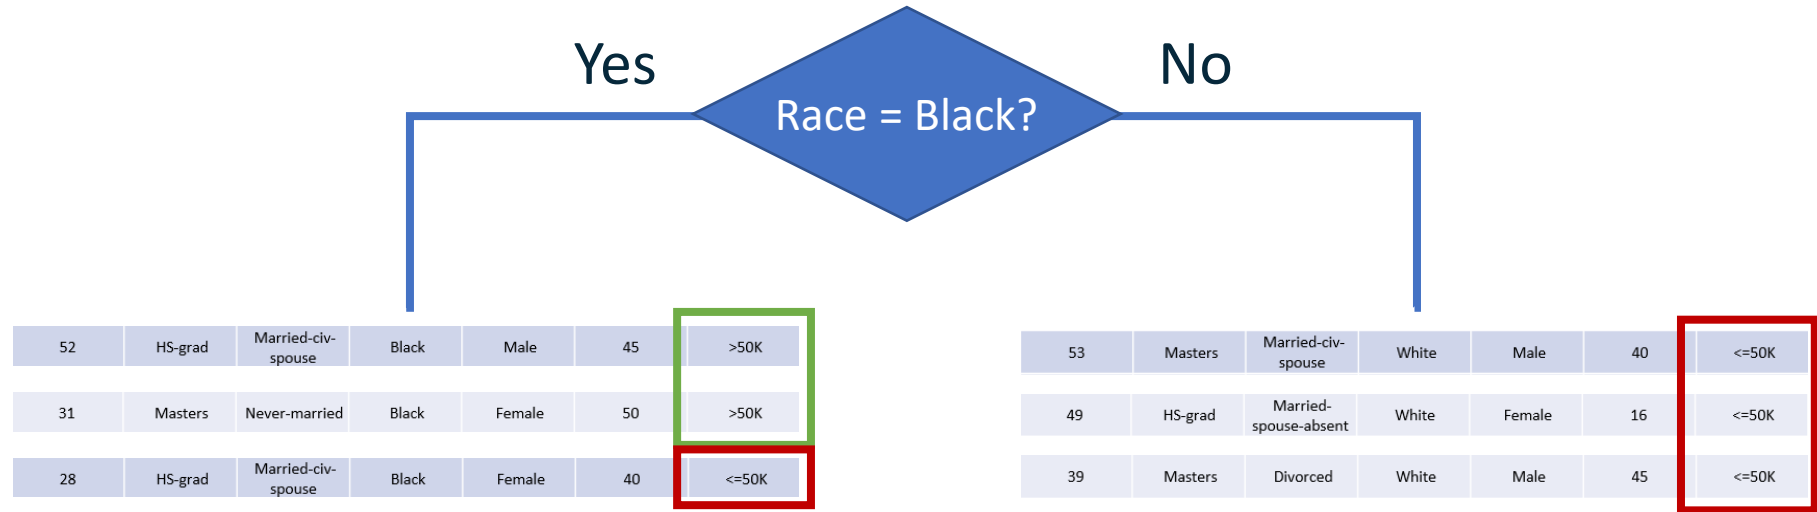 Yes
No
Race = Black?
52 HS-grad Married-civ-spouse Black Male 45 >50K
31 Masters Never-married Black Female 50 >50K
28 HS-grad Married-civ-spouse Black Female 40 <=50K
53 Masters Married-civ-spouse White Male 40 <=50K
49 HS-grad Married-spouse-absent White Female 16 <=50K
39 Masters Divorced White Male 45 <=50K